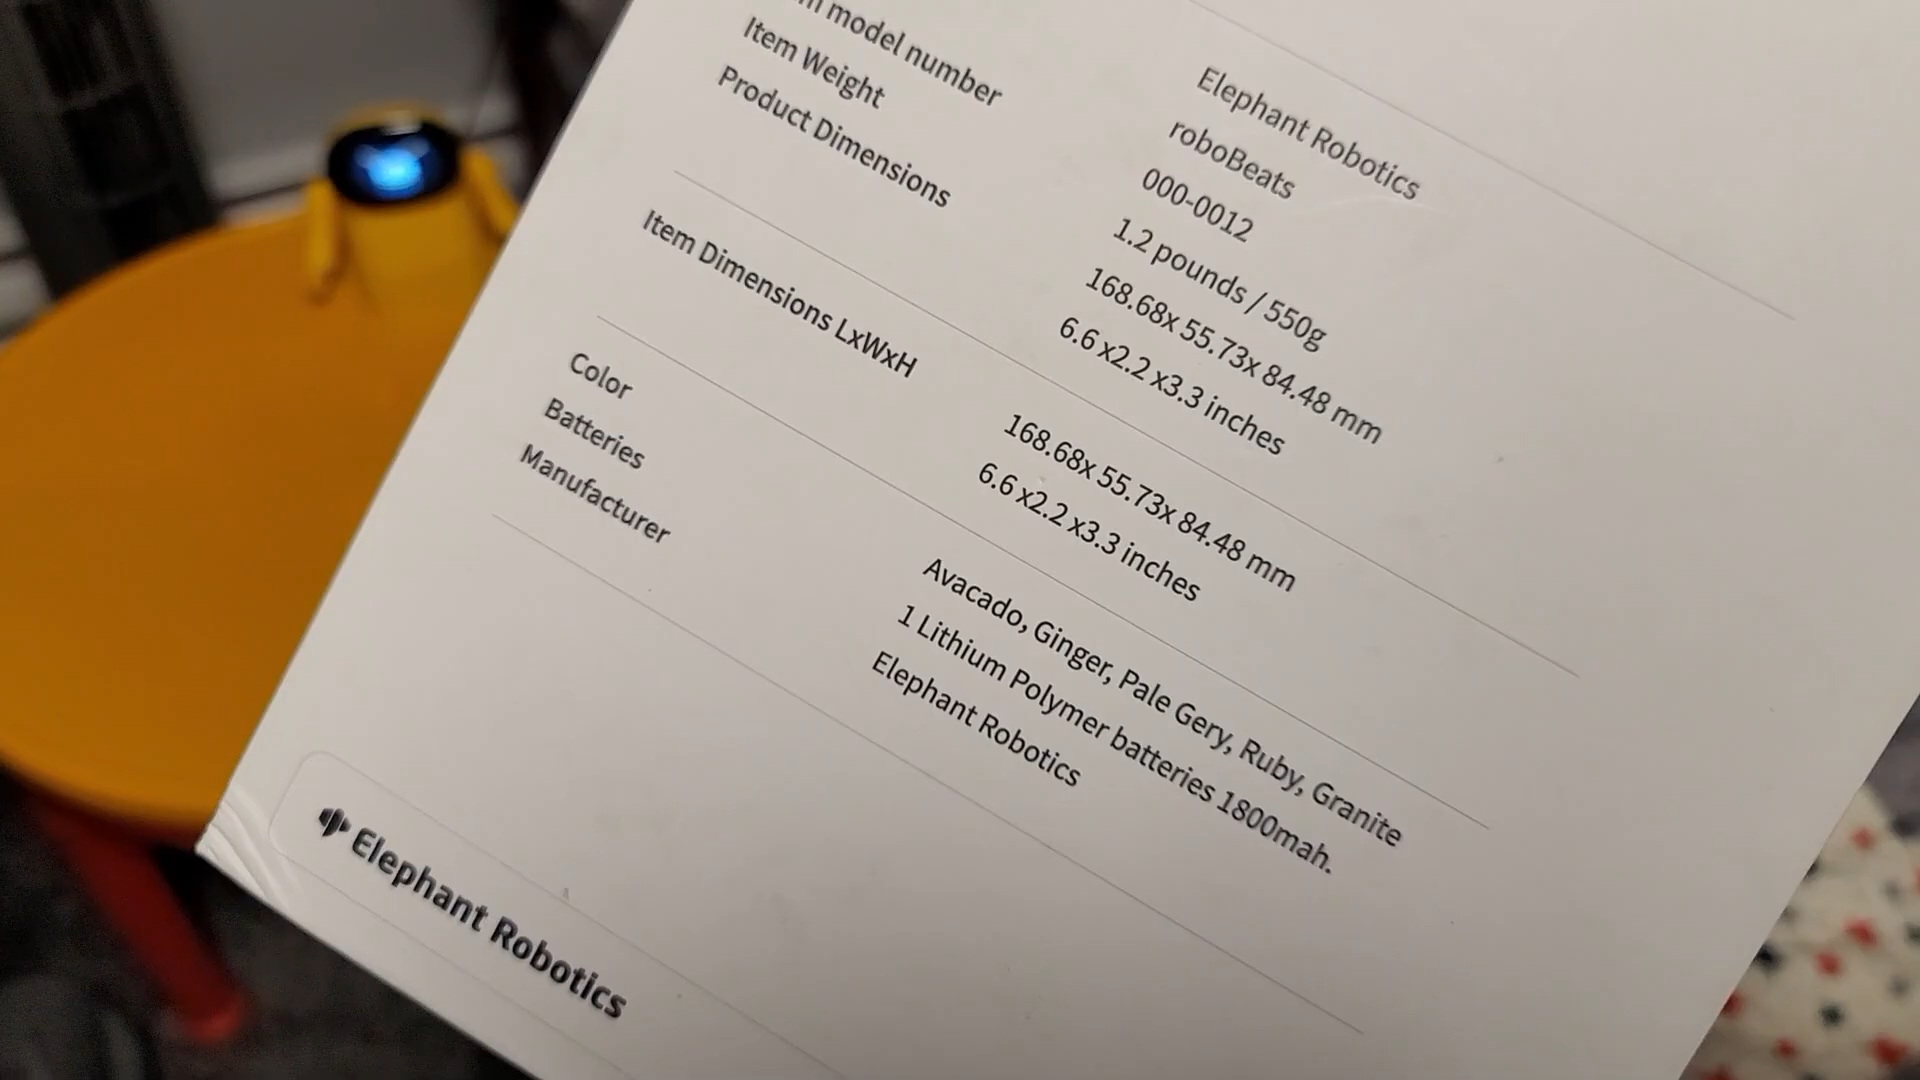 Elephant Robotics
roboBeats
model number 000-0012
Item Weight 1.2 pounds / 550g
Product Dimensions 168.68x 55.73x 84.48 mm
6.6 x2.2 x3.3 inches
Item Dimensions LxWxH 168.68x 55.73x 84.48 mm
6.6 x2.2 x3.3 inches
Color Avacado, Ginger, Pale Gery, Ruby, Granite
Batteries 1 Lithium Polymer batteries 1800mah.
Manufacturer Elephant Robotics
Elephant Robotics